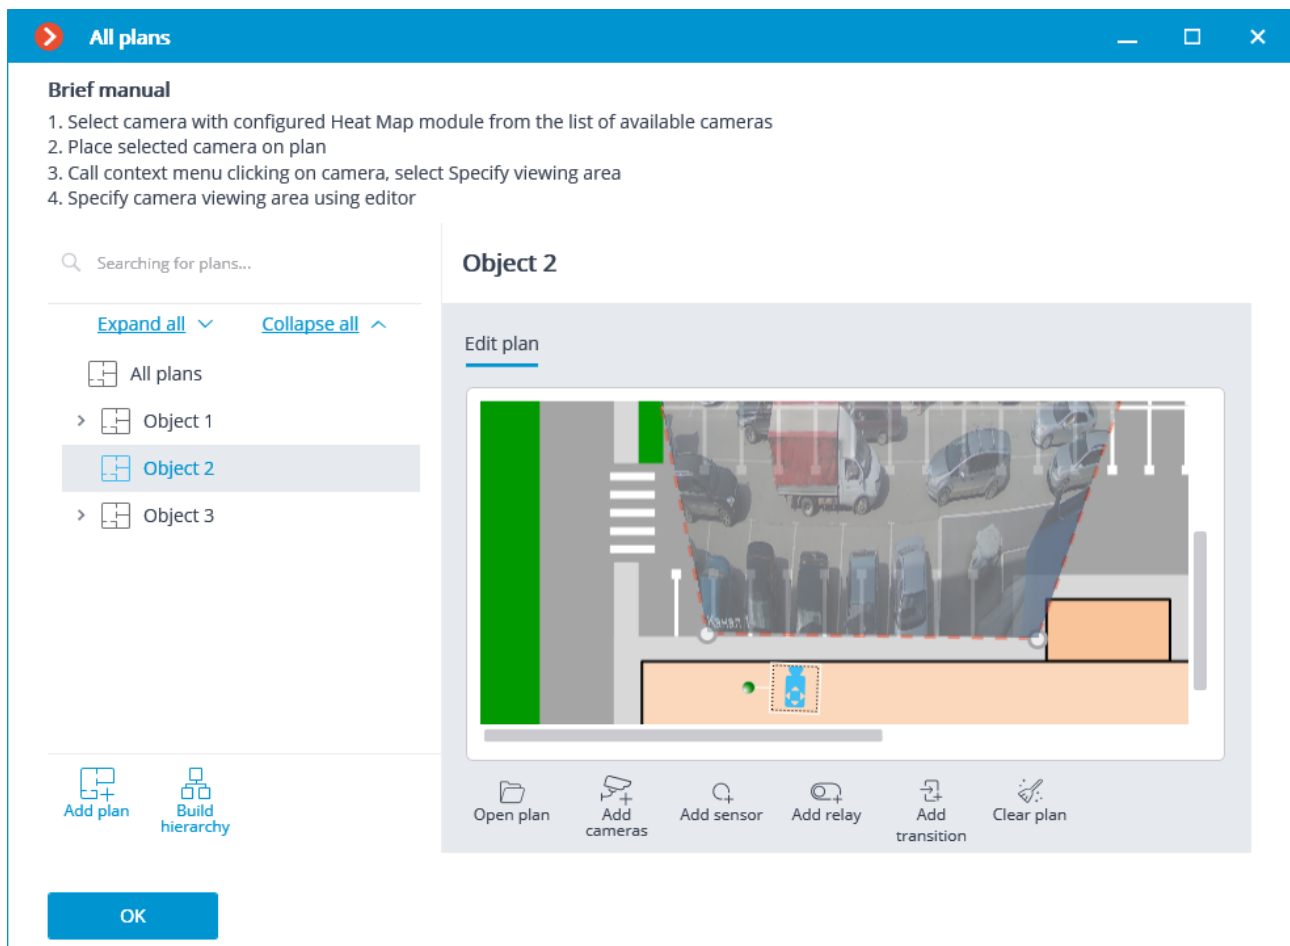 All plans
Brief manual
1. Select camera with configured Heat Map module from the list of available cameras
2. Place selected camera on plan
3. Call context menu clicking on camera, select Specify viewing area
4. Specify camera viewing area using editor
Searching for plans...
Expand all
Collapse all
All plans
Object 1
Object 2
Object 3
Add plan
Build
hierarchy
Object 2
Edit plan
Канал 1
Open plan
Add
cameras
Add sensor
Add relay
Add
transition
Clear plan
OK